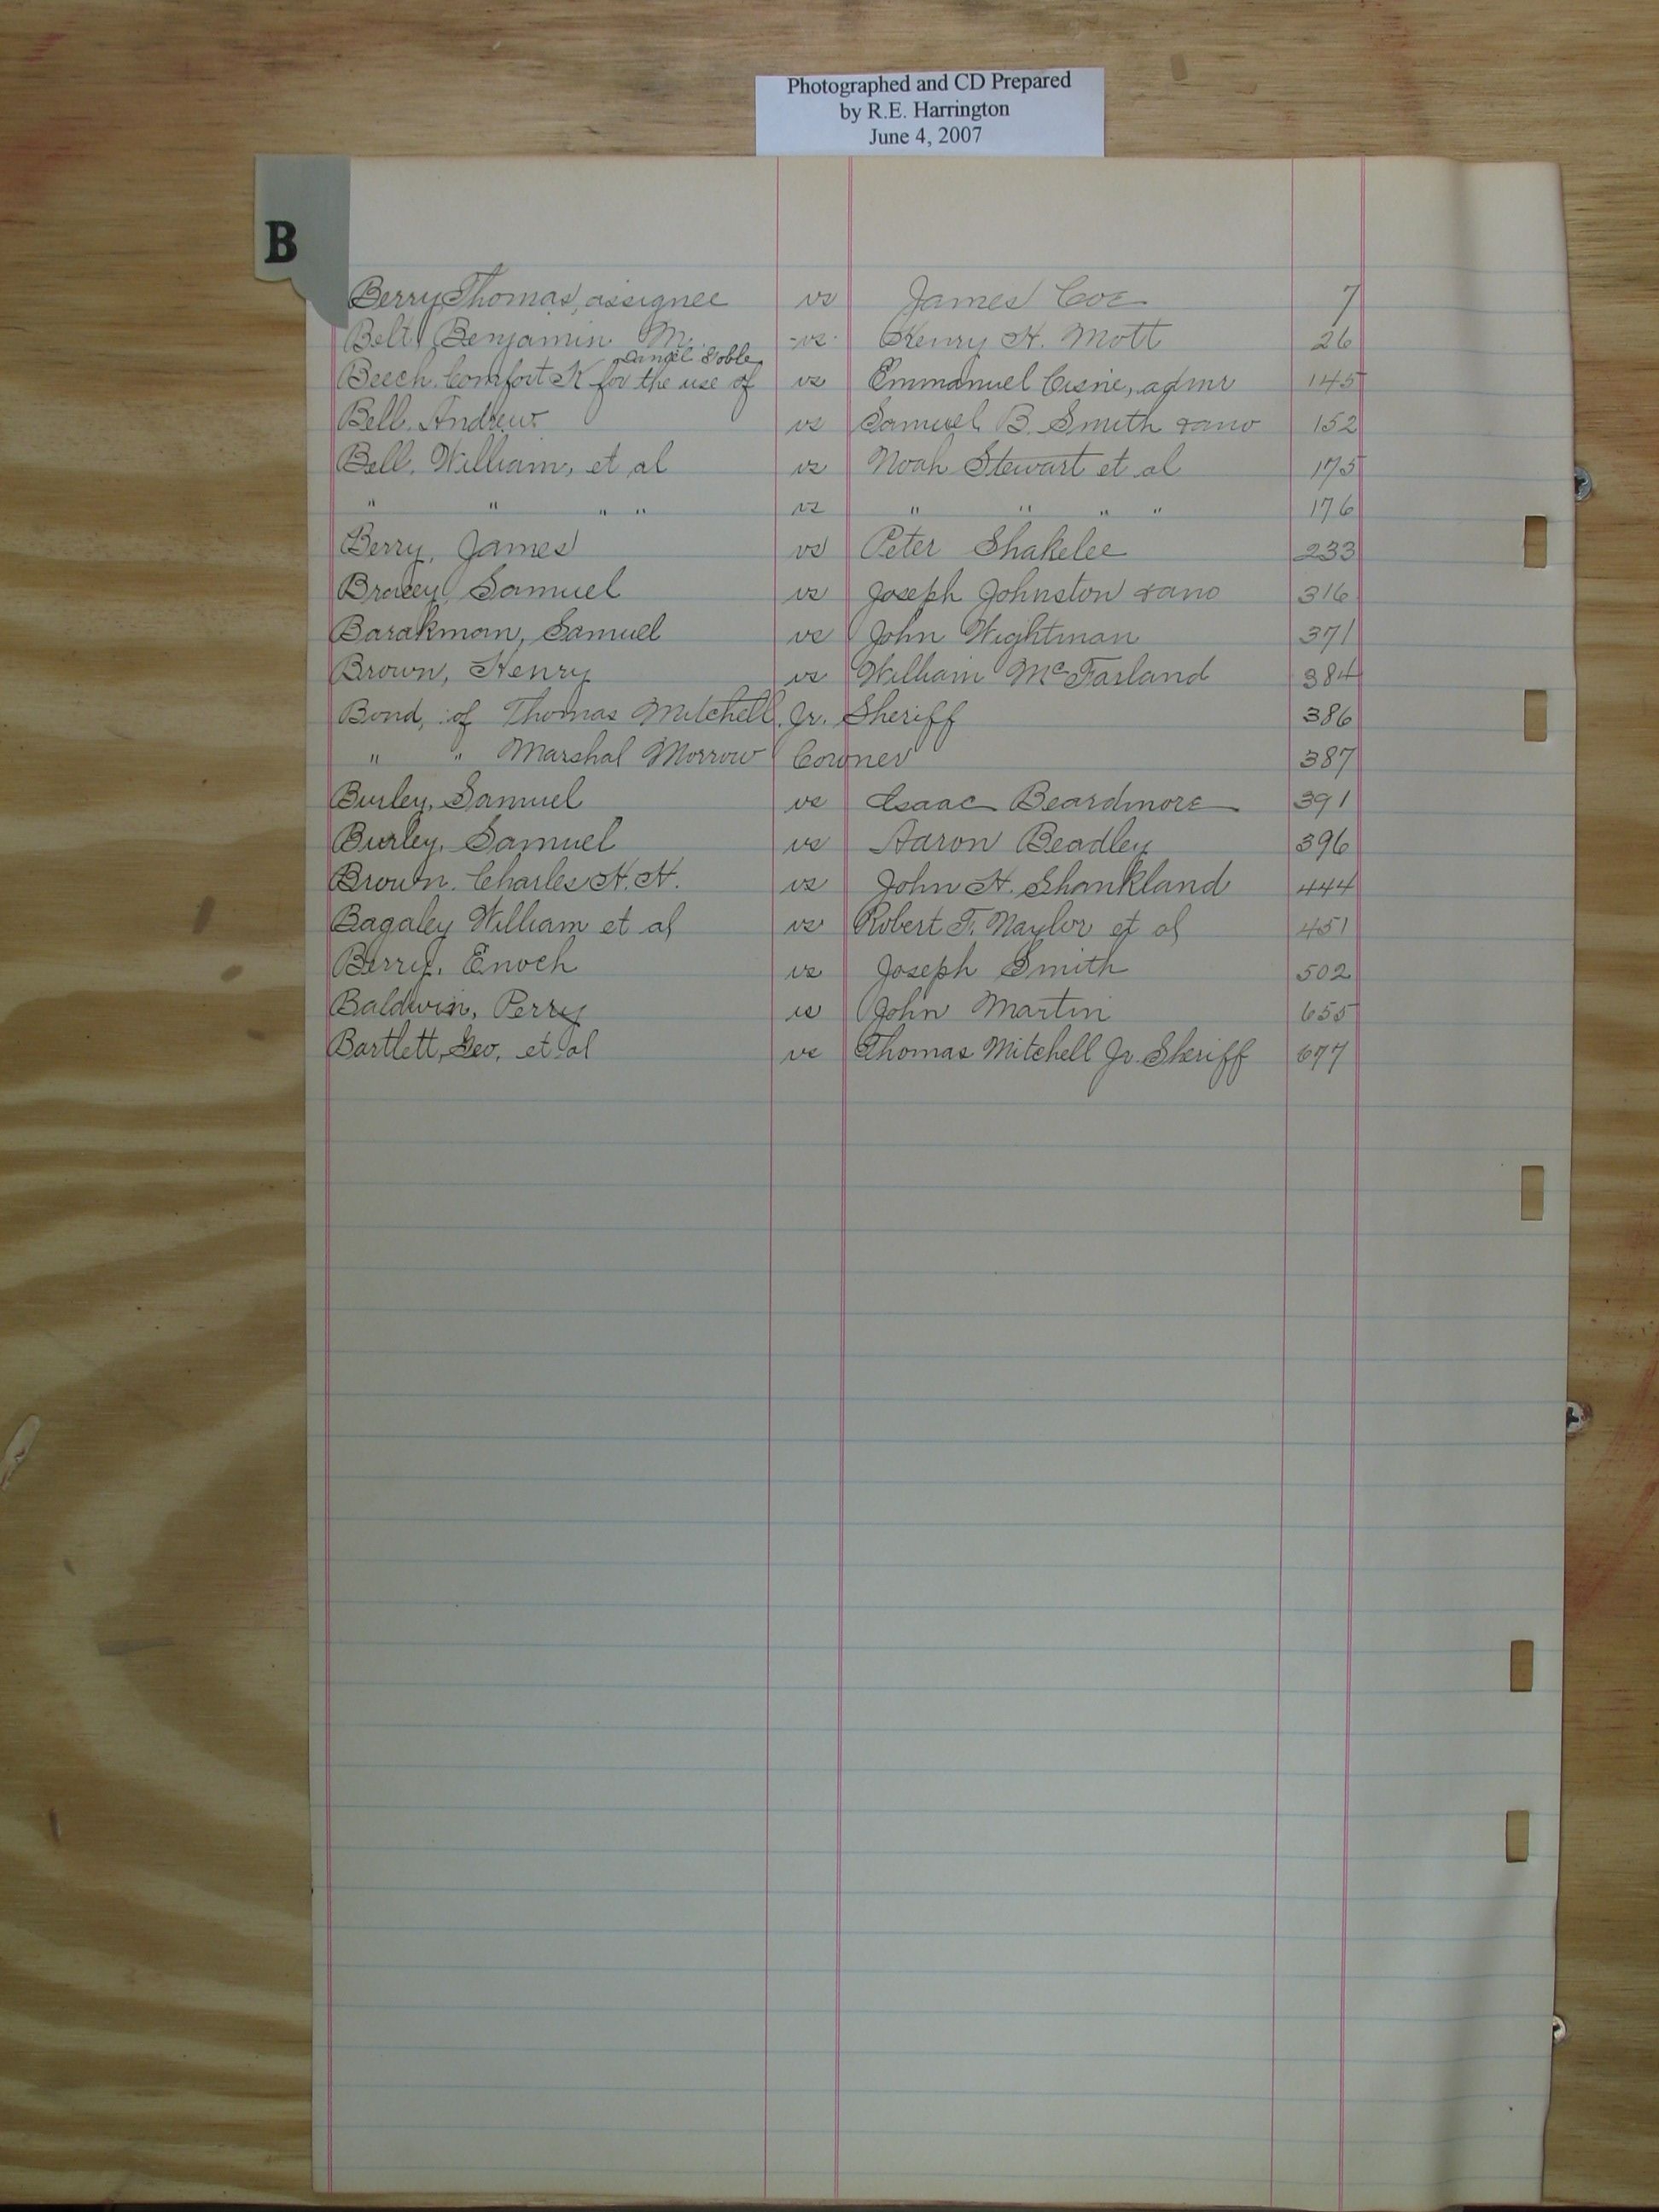 Photographed and CD Prepared
by R.E. Harrington
June 4, 2007
B
Berry, Thomas, assignee vs James Coe 7
Belt, Benjamin M. vs Henry H. Mott 26
Daniel Goble
Beech, Comfort K for the use of vs Emmanuel Cisne, admr 145
Bell, Andrew vs Samuel B. Smith & ano 152
Bell, William, et al vs Noah Stewart et al 175
" " " " vs " " " " 176
Berry, James vs Peter Shakelee 233
Bracey, Samuel vs Joseph Johnston & ano 316
Barakman, Samuel vs John Wightman 371
Brown, Henry vs William McFarland 384
Bond, of Thomas Mitchell Jr. Sheriff 386
" " Marshal Morrow Coroner 387
Burley, Samuel vs Isaac Beardmore 391
Burley, Samuel vs Aaron Beadley 396
Brown, Charles H. H. vs John H. Shankland 444
Bagaley William et al vs Robert F. Naylor et al 451
Berry, Enoch vs Joseph Smith 502
Baldwin, Perry vs John Martin 655
Bartlett, Geo, et al vs Thomas Mitchell Jr. Sheriff 677